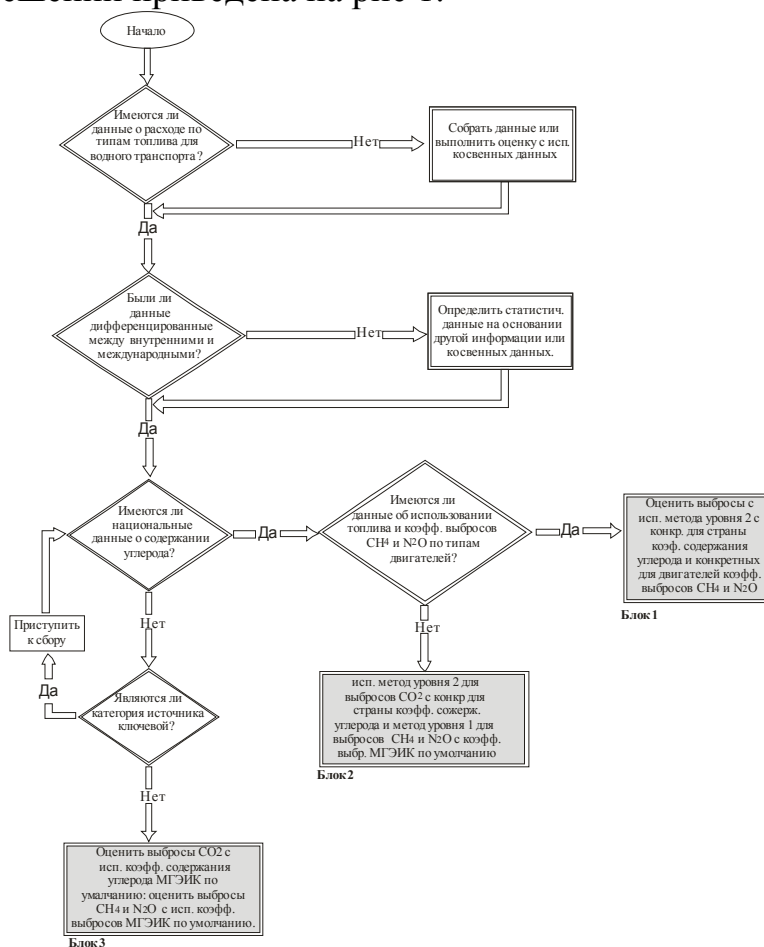 ешений приведена на рис 1.
Начало
Имеются ли
данные о расходе по
типам топлива для
водного транспорта?
Нет
Собрать данные или
выполнить оценку с исп.
косвенных данных
Да
Были ли
данные
дифференцированные
между внутренними и
международными?
Нет
Определить статистич.
данные на основании
другой информации или
косвенных данных.
Да
Имеются ли
национальные
данные о содержании
углерода?
Да
Имеются ли
данные об использовании
топлива и коэфф. выбросов
CH4 и N2O по типам
двигателей?
Да
Оценить выбросы с
исп. метода уровня 2 с
конкр. для страны
коэф. содержания
углерода и конкретных
для двигателей коэфф.
выбросов CH4 и N2O
Блок 1
Нет
Приступить
к сбору
Да
Являются ли
категория источника
ключевой?
Нет
исп. метод уровня 2 для
выбросов CO2 с конкр для
страны коэфф. сожерж.
углерода и метод уровня 1 для
выбросов CH4 и N2O с коэфф.
выбр. МГЭИК по умолчанию
Блок 2
Нет
Оценить выбросы CO2 с
исп. коэфф. содержания
углерода МГЭИК по
умалчанию: оценить выбросы
CH4 и N2O с исп. коэфф.
выбросов МГЭИК по умолчанию.
Блок 3